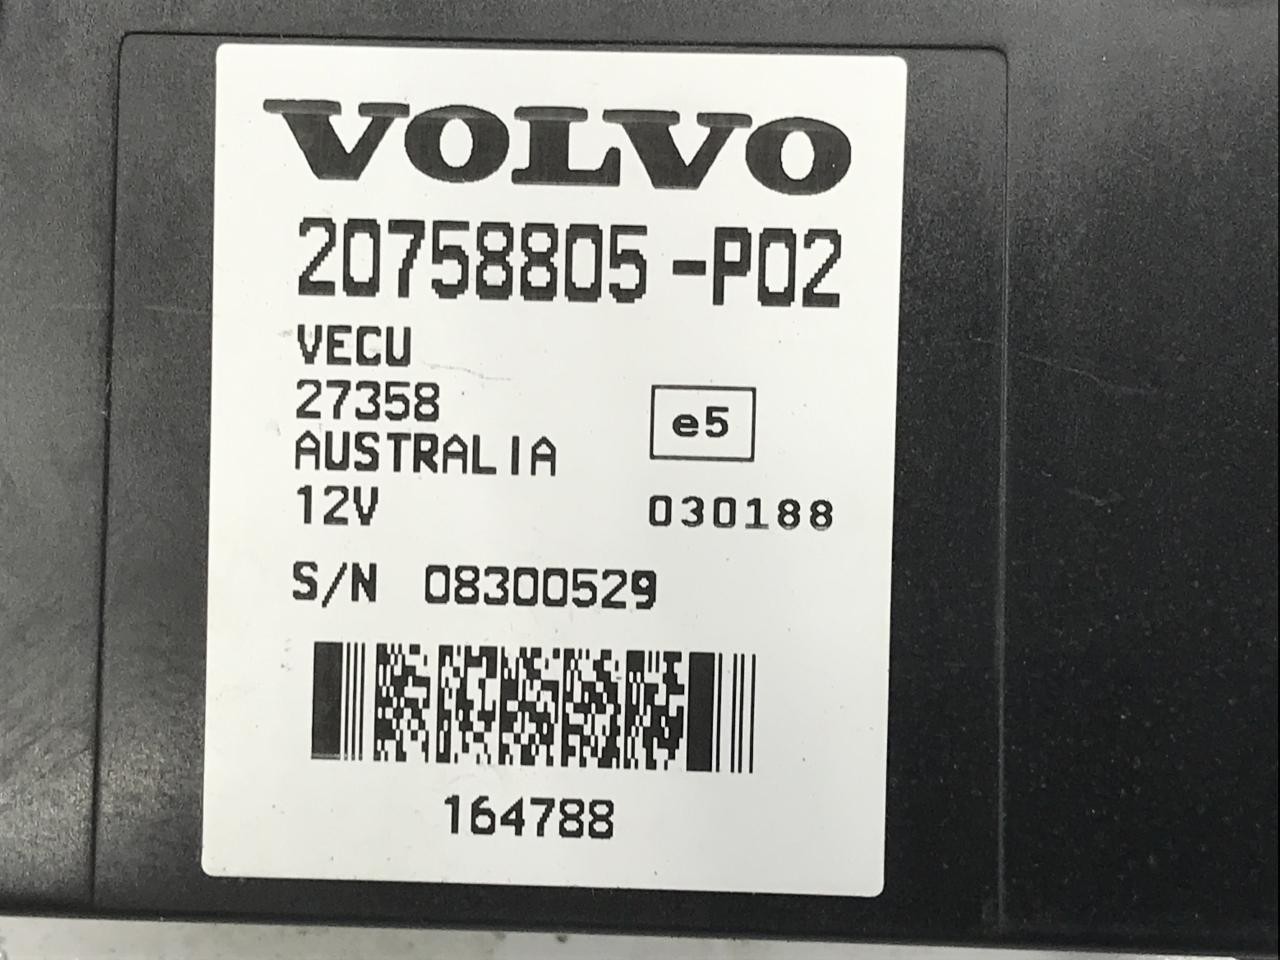 VOLVO
20758805-P02
VECU
27358
AUSTRALIA
12V
e5
030188
S/N 08300529
164788